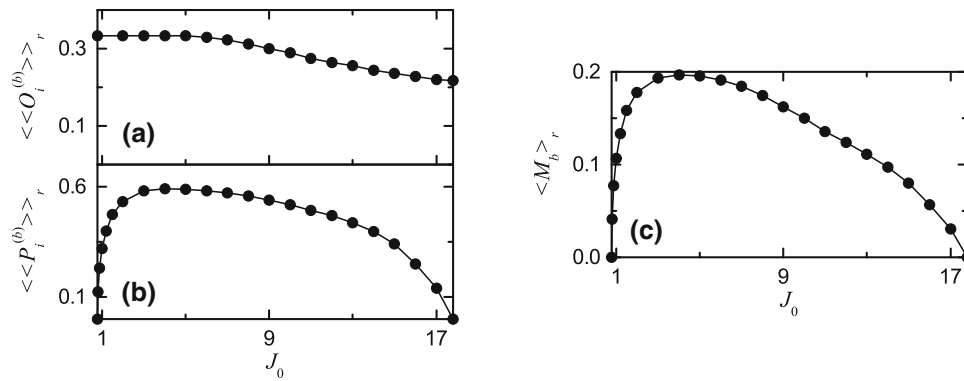 <<O_i^(b)>>_r
0.3
0.1
(a)
<<P_i^(b)>>_r
0.6
0.1
(b)
1
9
17
J_0
<M_b>_r
0.2
0.1
0.0
(c)
1
9
17
J_0